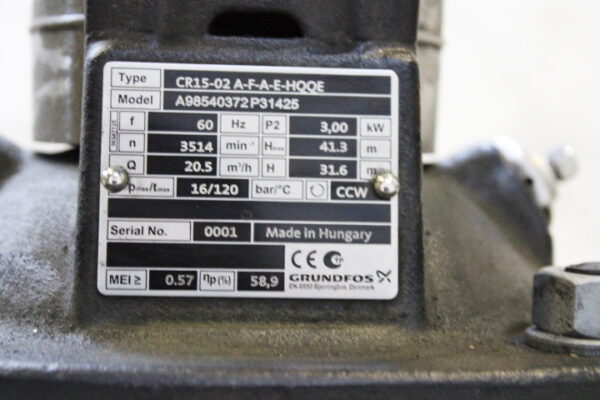 Type CR15-02 A-F-A-E-HQQE
Model A98540372 P31425
f 60 Hz P2 3,00 kW
n 3514 min⁻¹ Hmax 41.3 m
Q 20.5 m³/h H 31.6 m
pmax/tmax 16/120 bar/°C CCW
Serial No. 0001 Made in Hungary
CE
MEI ≥ 0.57 ηp (%) 58,9 GRUNDFOS
DK-8850 Bjerringbro, Denmark